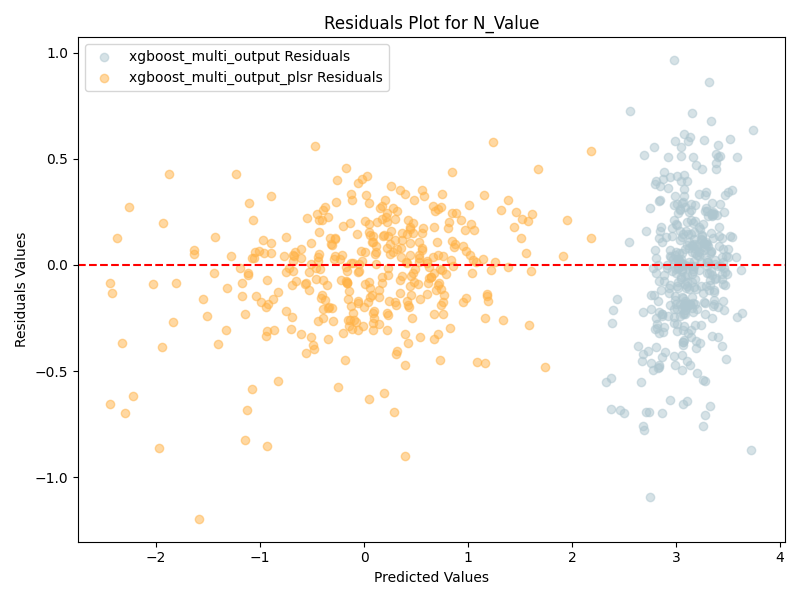 Residuals Plot for N_Value
xgboost_multi_output Residuals
xgboost_multi_output_plsr Residuals
Residuals Values
1.0
0.5
0.0
−0.5
−1.0
−2
−1
0
1
2
3
4
Predicted Values